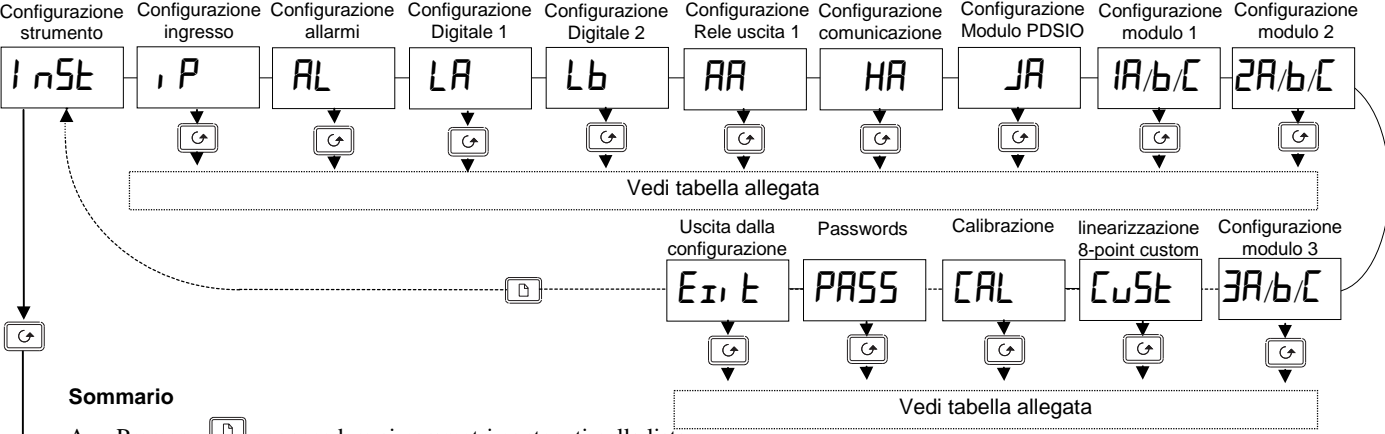 Configurazione Configurazione Configurazione Configurazione Configurazione Configurazione Configurazione Configurazione Configurazione Configurazione
strumento ingresso allarmi Digitale 1 Digitale 2 Rele uscita 1 comunicazione Modulo PDSIO modulo 1 modulo 2
InSt iP AL LA Lb AA HA JA 1A/b/C 2A/b/C
Vedi tabella allegata
Uscita dalla Passwords Calibrazione linearizzazione Configurazione
configurazione 8-point custom modulo 3
Exit PASS CAL CuSt 3A/b/C
Vedi tabella allegata
Sommario